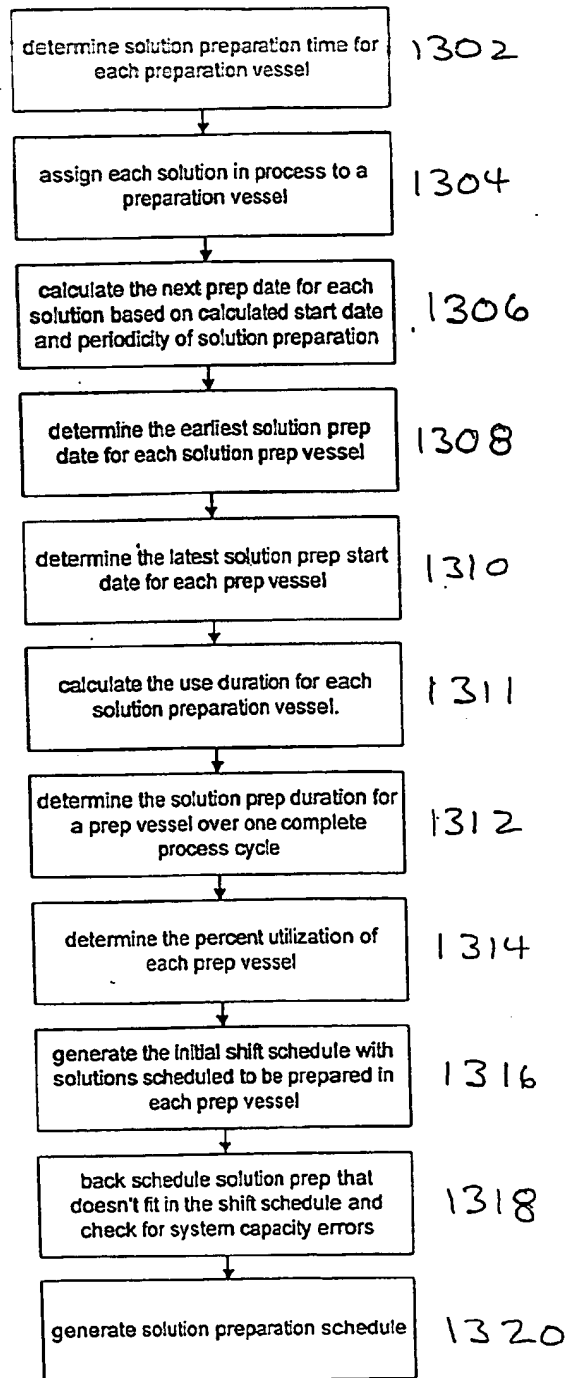 determine solution preparation time for
each preparation vessel
1302
assign each solution in process to a
preparation vessel
1304
calculate the next prep date for each
solution based on calculated start date
and periodicity of solution preparation
1306
determine the earliest solution prep
date for each solution prep vessel
1308
determine the latest solution prep start
date for each prep vessel
1310
calculate the use duration for each
solution preparation vessel.
1311
determine the solution prep duration for
a prep vessel over one complete
process cycle
1312
determine the percent utilization of
each prep vessel
1314
generate the initial shift schedule with
solutions scheduled to be prepared in
each prep vessel
1316
back schedule solution prep that
doesn't fit in the shift schedule and
check for system capacity errors
1318
generate solution preparation schedule
1320